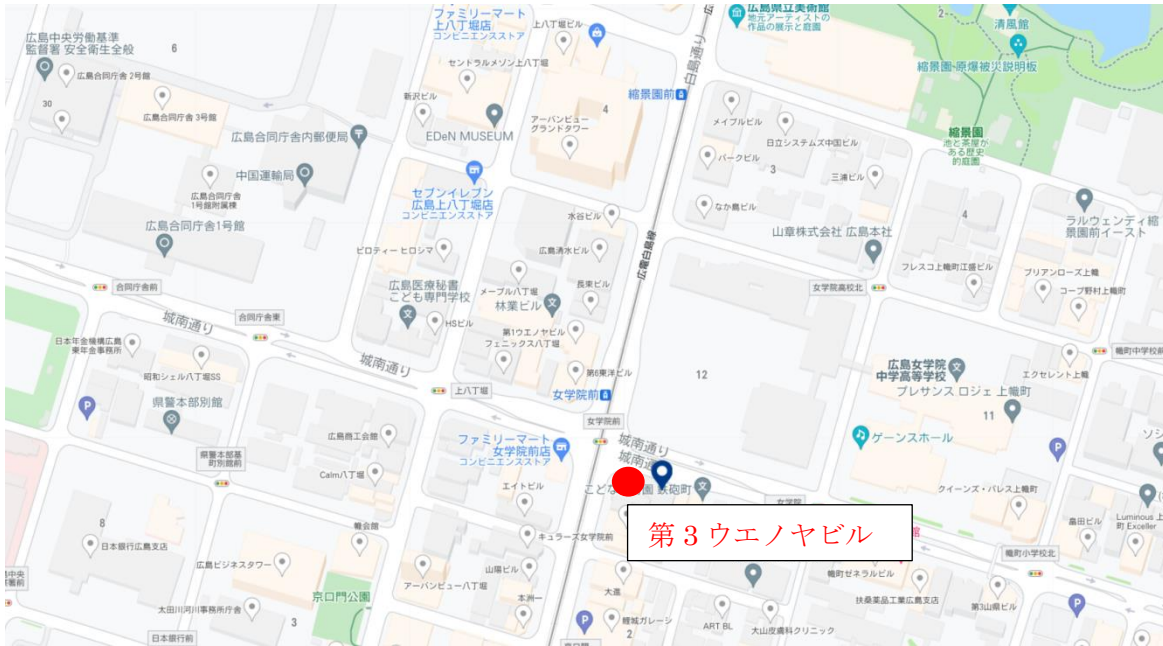 広島中央労働基準
監督署 安全衛生全般
6
広島合同庁舎 2号館
30
広島合同庁舎 3号館
広島合同庁舎内郵便局
中国運輸局
広島合同庁舎
1号館附属棟
広島合同庁舎1号館
ファミリーマート
上八丁堀店
コンビニエンスストア
上八丁堀ビル
セントラルメゾン上八丁堀
新沢ビル
EDeN MUSEUM
アーバンビュー
グランドタワー
4
セブンイレブン
広島上八丁堀店
コンビニエンスストア
水谷ビル
ピロティー ヒロシマ
広島清水ビル
広島医療秘書
こども専門学校
メープル八丁堀
長束ビル
林業ビル
HSビル
第1ウエノヤビル
フェニックス八丁堀
第6東洋ビル
女学院前
白島通り
広電白島線
縮景園前
広島県立美術館
地元アーティストの
作品の展示と庭園
2
清風館
縮景園 原爆被災説明板
縮景園
池と茶屋が
ある歴史
的庭園
メイプルビル
日立システムズ中国ビル
パークビル
3
三浦ビル
なか島ビル
山章株式会社 広島本社
4
ラルウェンディ縮
景園前イースト
フレスコ上幟町江盛ビル
ブリアンローズ上幟
コープ野村上幟町
女学院高校北
幟町中学校前
合同庁舎前
城南通り
合同庁舎東
日本年金機構広島
東年金事務所
昭和シェル八丁堀SS
城南通り
上八丁堀
P
県警本部別館
県警本部基
町別館前
広島商工会館
Calm八丁堀
ファミリーマート
女学院前店
コンビニエンスストア
女学院前
エイトビル
城南通り
12
広島女学院
中学高等学校
エクセレント上幟
プレサンス ロジェ 上幟町
11
ゲーンスホール
P
クイーンズ・パレス上幟町
畠田ビル
Luminous 上
町 Exceller
幟町小学校北
女学院
第3ウエノヤビル
8
日本銀行広島支店
幟会館
キュラーズ女学院前
広島ビジネスタワー
山陽ビル
アーバンビュー八丁堀
本洲一
京口門公園
太田川河川事務所庁舎
3
日本銀行前
大進
P
鯉城ガレーシ
2
ART BL
大山皮膚科クリニック
幟町ゼネラルビル
扶桑薬品工業広島支店
第3山県ビル
P